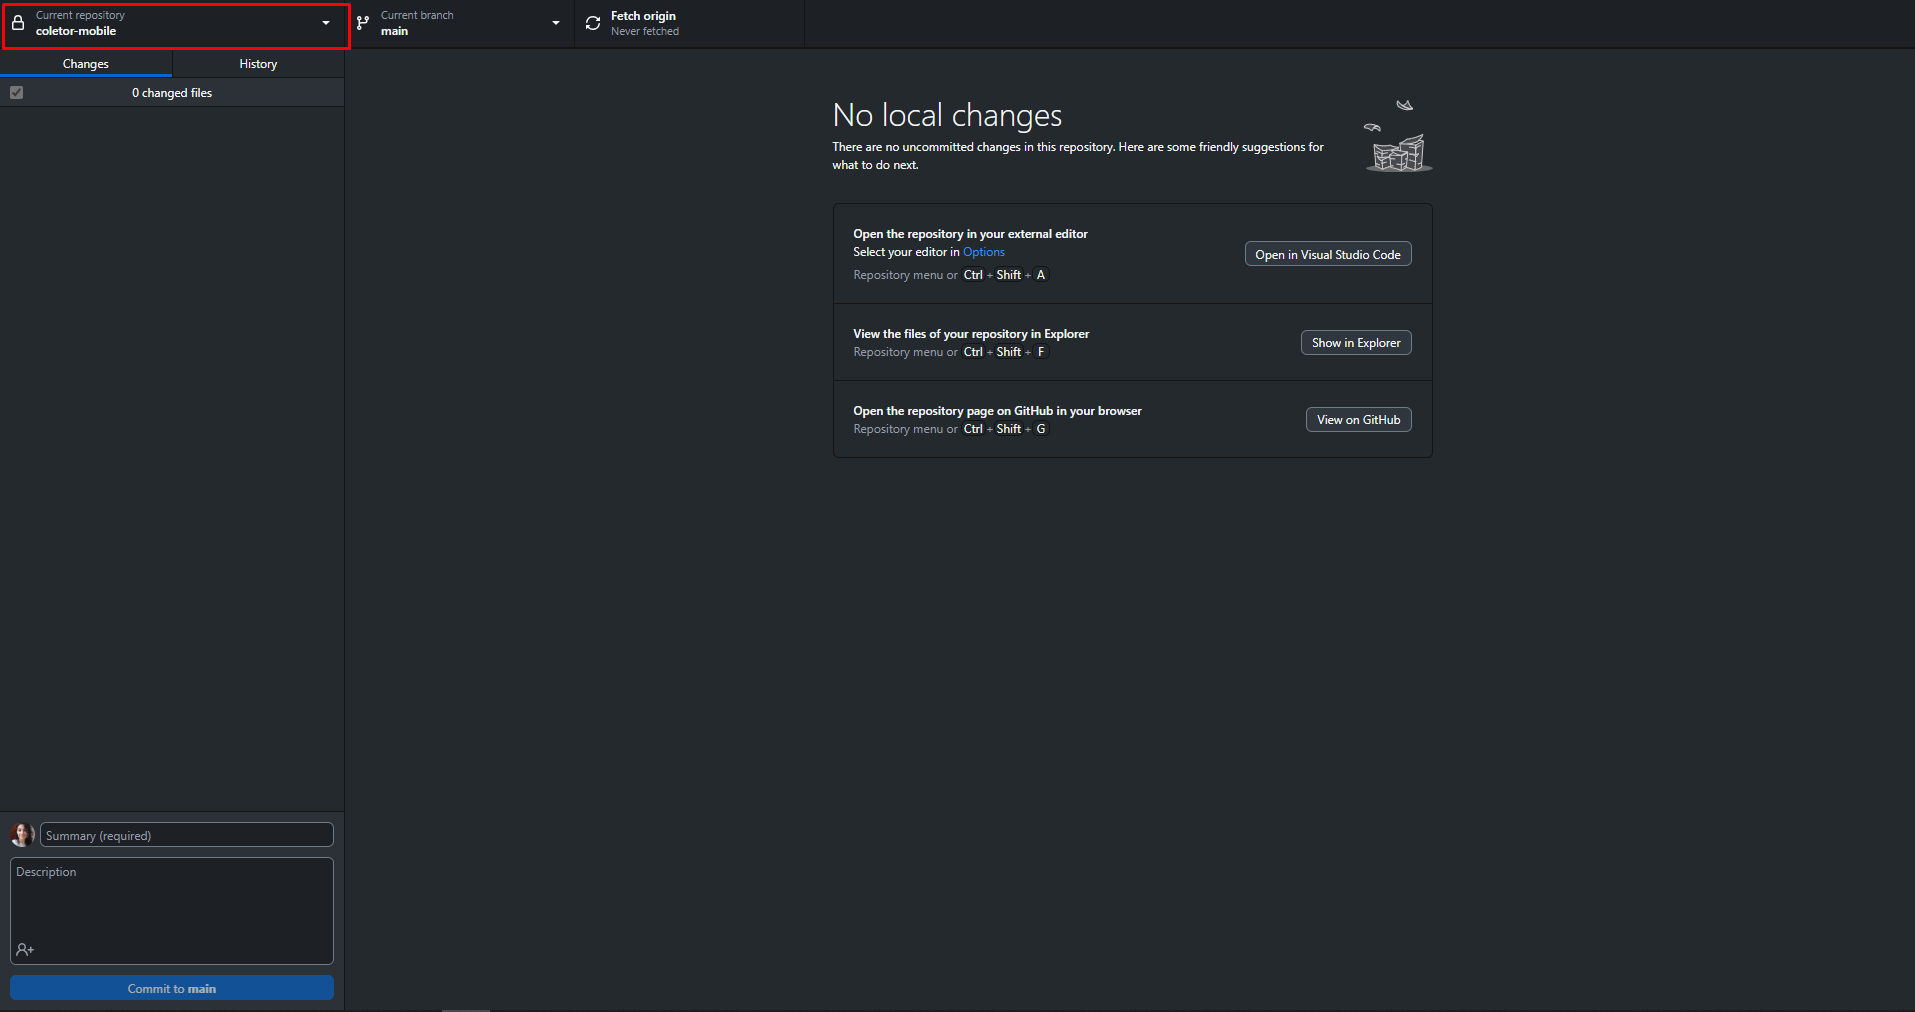 Current repository
coletor-mobile
Current branch
main
Fetch origin
Never fetched
Changes
History
0 changed files
No local changes
There are no uncommitted changes in this repository. Here are some friendly suggestions for
what to do next.
Open the repository in your external editor
Select your editor in Options
Repository menu or Ctrl + Shift + A
Open in Visual Studio Code
View the files of your repository in Explorer
Repository menu or Ctrl + Shift + F
Show in Explorer
Open the repository page on GitHub in your browser
Repository menu or Ctrl + Shift + G
View on GitHub
Summary (required)
Description
Commit to main